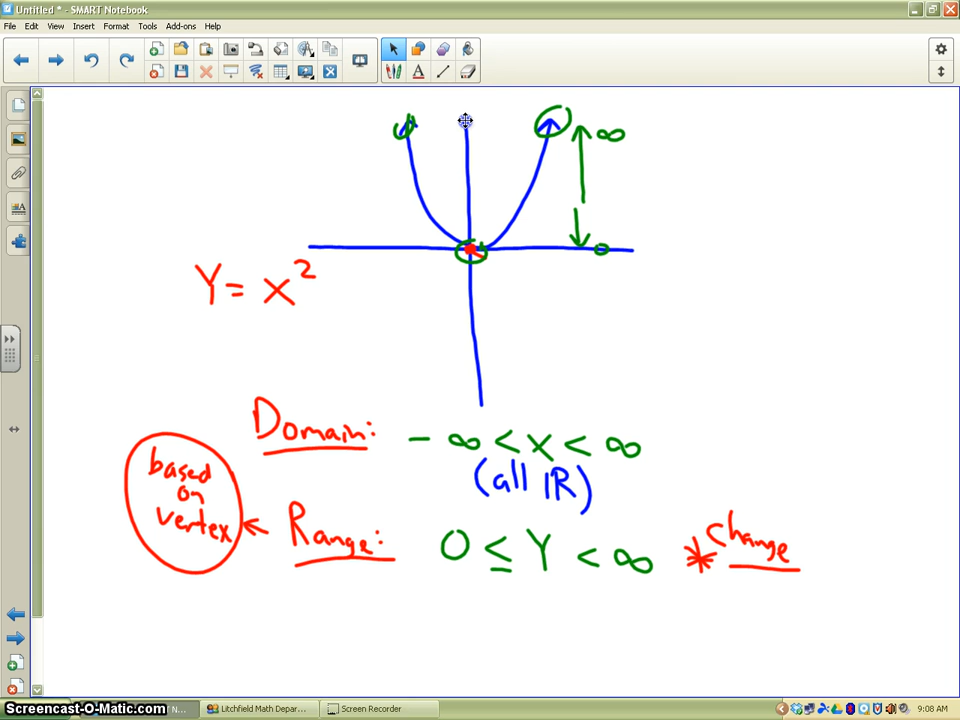 Untitled * - SMART Notebook
File Edit View Insert Format Tools Add-ons Help
∞
0
Y = x²
Domain: - ∞ < x < ∞
(all ℝ)
based
on
vertex
Range: 0 ≤ Y < ∞ * change
Screencast-O-Matic.com
Litchfield Math Depar...
Screen Recorder
9:08 AM